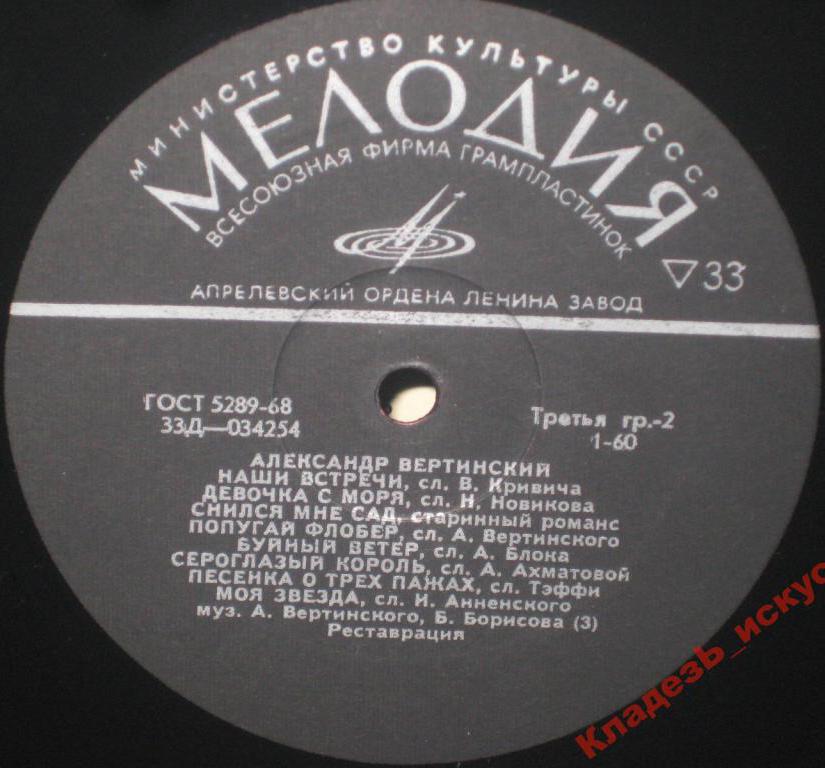 МИНИСТЕРСТВО КУЛЬТУРЫ СССР
МЕЛОДИЯ
ВСЕСОЮЗНАЯ ФИРМА ГРАМПЛАСТИНОК
▽33
АПРЕЛЕВСКИЙ ОРДЕНА ЛЕНИНА ЗАВОД
ГОСТ 5289-68
33Д—034254
Третья гр.-2
1-60
АЛЕКСАНДР ВЕРТИНСКИЙ
НАШИ ВСТРЕЧИ, сл. В. Кривича
ДЕВОЧКА С МОРЯ, сл. Н. Новикова
СНИЛСЯ МНЕ САД, старинный романс
ПОПУГАЙ ФЛОБЕР, сл. А. Вертинского
БУЙНЫЙ ВЕТЕР, сл. А. Блока
СЕРОГЛАЗЫЙ КОРОЛЬ, сл. А. Ахматовой
ПЕСЕНКА О ТРЕХ ПАЖАХ, сл. Тэффи
МОЯ ЗВЕЗДА, сл. И. Анненского
муз. А. Вертинского, Б. Борисова (3)
Реставрация
КладезЬ_искус